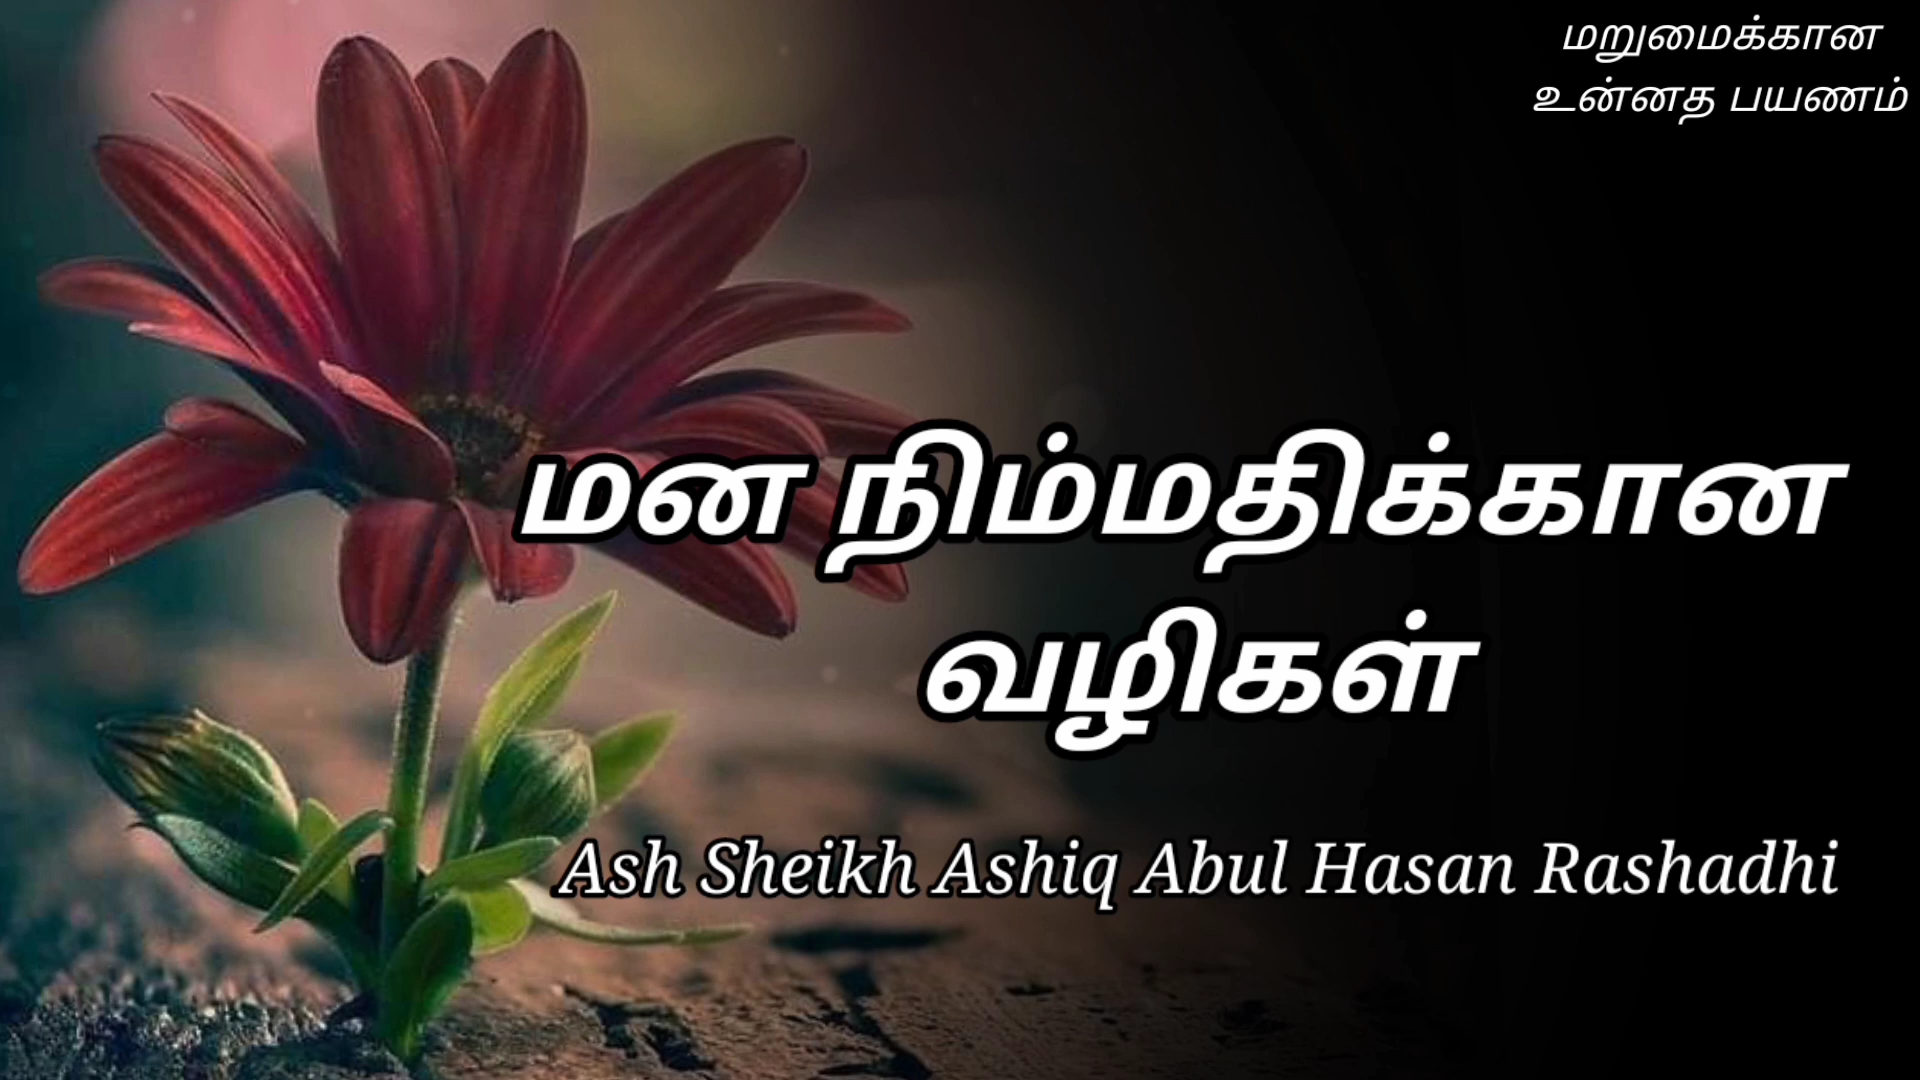 மறுமைக்கான
உன்னத பயணம்
மன நிம்மதிக்கான
வழிகள்
Ash Sheikh Ashiq Abul Hasan Rashadhi